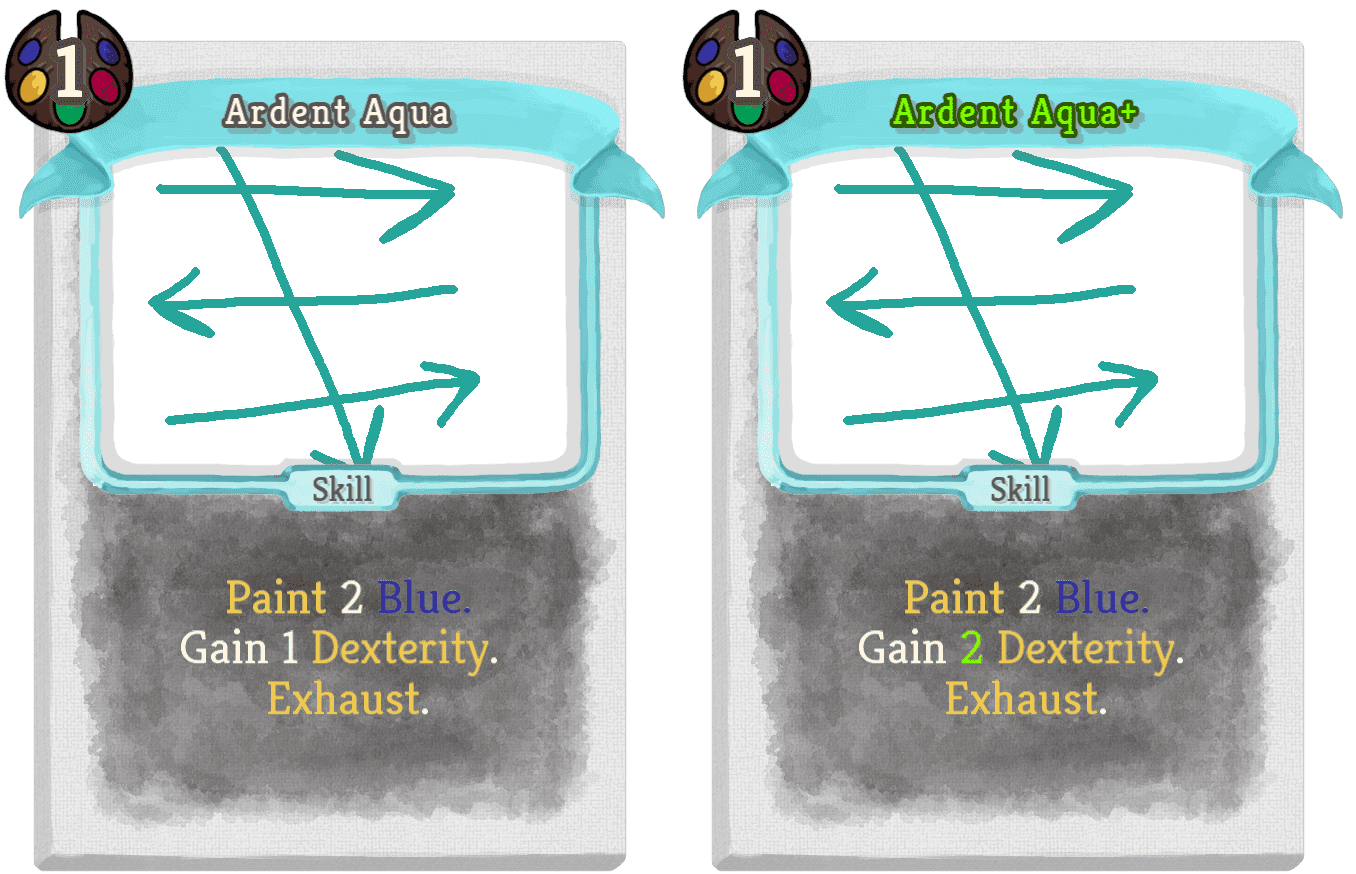 1
Ardent Aqua
Skill
Paint 2 Blue.
Gain 1 Dexterity.
Exhaust.
1
Ardent Aqua+
Skill
Paint 2 Blue.
Gain 2 Dexterity.
Exhaust.